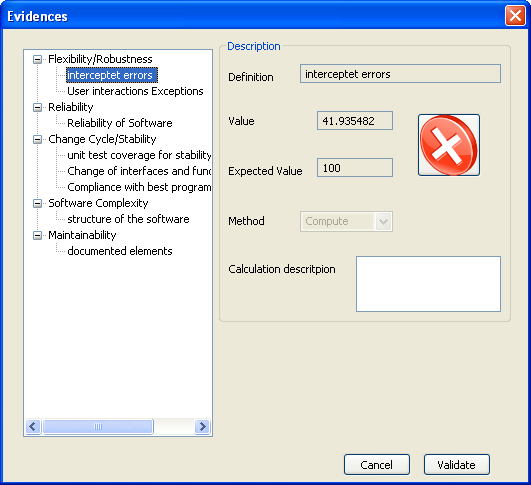 Evidences
Flexibility/Robustness
interceptet errors
User interactions Exceptions
Reliability
Reliability of Software
Change Cycle/Stability
unit test coverage for stability
Change of interfaces and func
Compliance with best program
Software Complexity
structure of the software
Maintainability
documented elements
Description
Definition
interceptet errors
Value
41.935482
Expected Value
100
Method
Compute
Calculation descritpion
Cancel
Validate